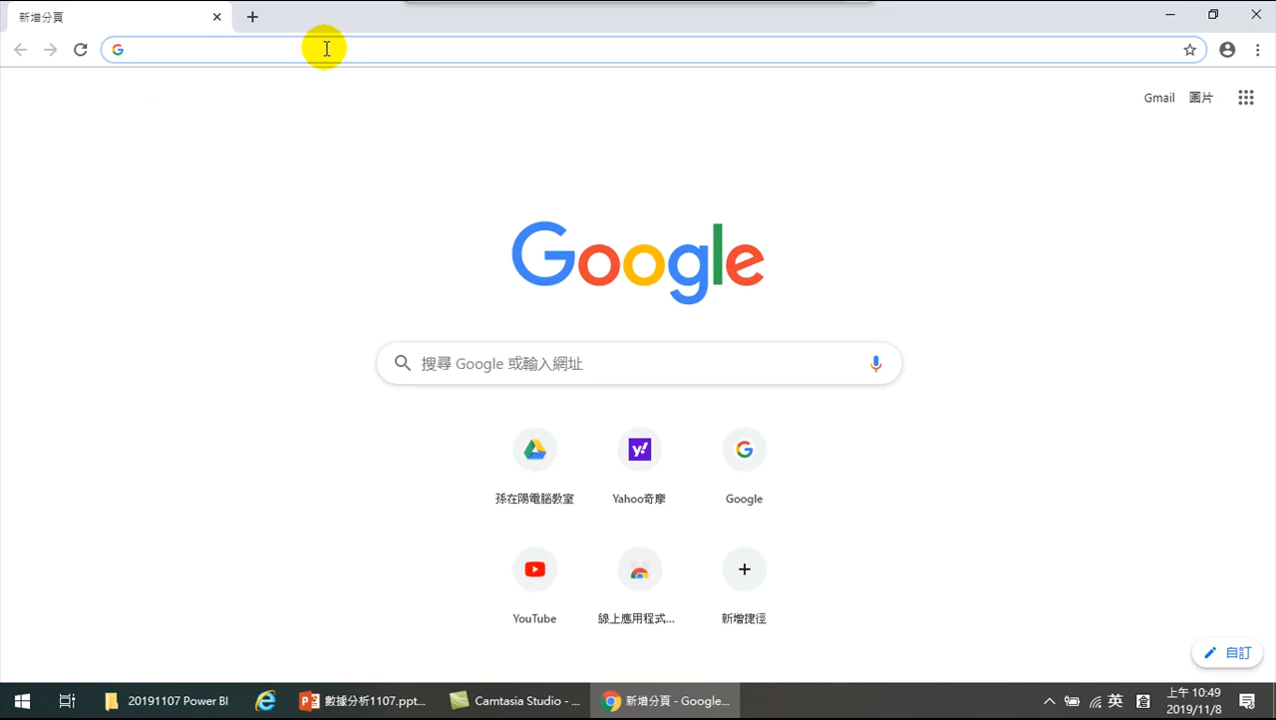 新增分頁
Gmail 圖片
Google
搜尋 Google 或輸入網址
孫在陽電腦教室 Yahoo奇摩 Google
YouTube 線上應用程式... 新增捷徑
自訂
20191107 Power BI 數據分析1107.ppt... Camtasia Studio - ... 新增分頁 - Google... 英 倉
上午 10:49
2019/11/8